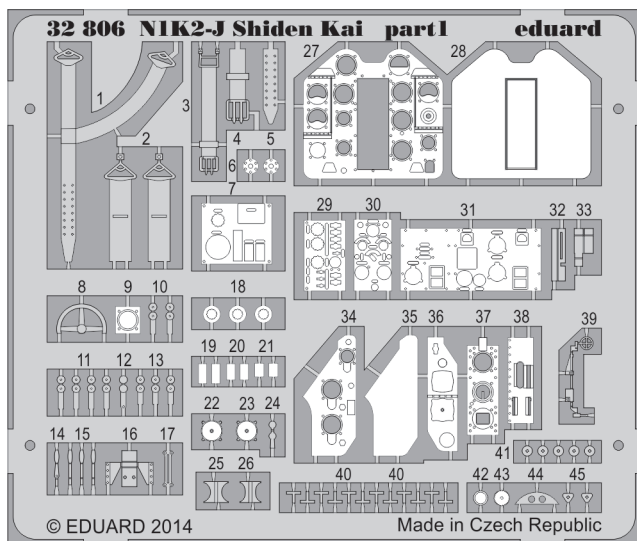 32 806 N1K2-J Shiden Kai part1 eduard
27 28
1 3
2 4 5
6
7
29 30 31 32 33
8 9 10 18
34 35 36 37 38 39
11 12 13 19 20 21
22 23 24
14 15 16 17 41
25 26 40 40 42 43 44 45
© EDUARD 2014 Made in Czech Republic